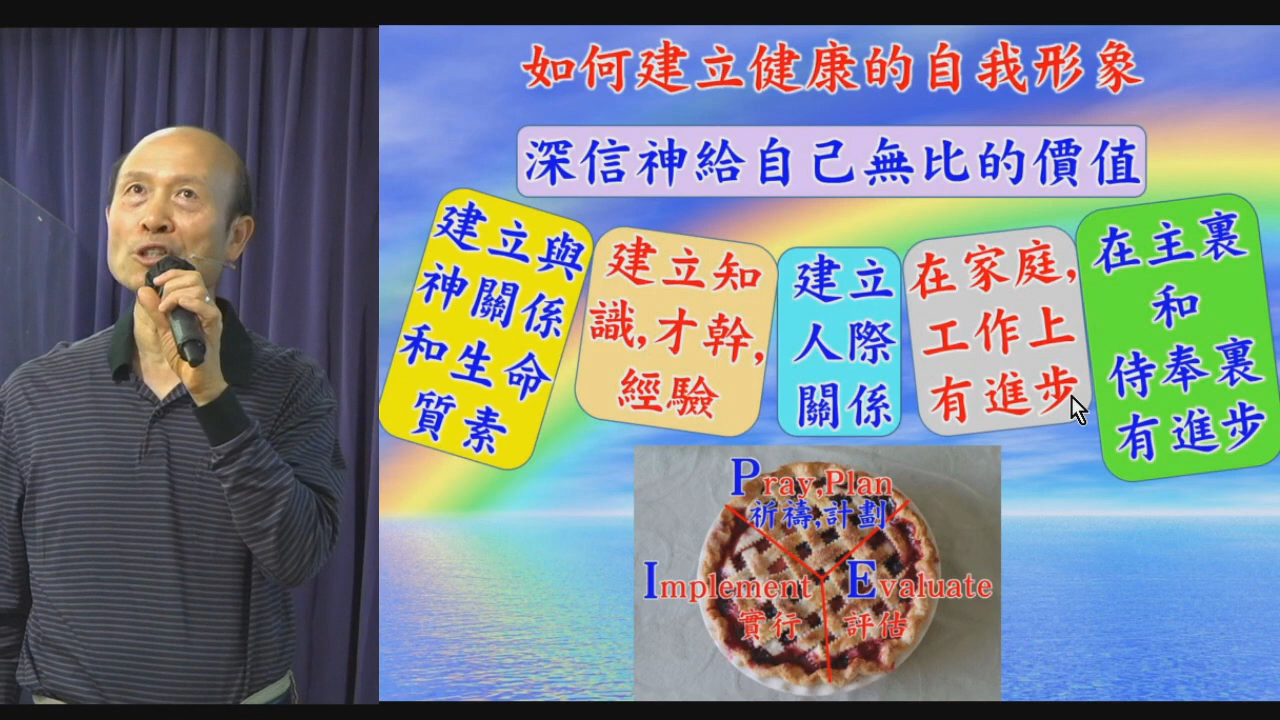 如何建立健康的自我形象
深信神給自己無比的價值
建立與
神關係
和生命
質素
建立知
識,才幹,
經驗
建立
人際
關係
在家庭,
工作上
有進步
在主裏
和
侍奉裏
有進步
Pray,Plan
祈禱,計劃
Implement
實行
Evaluate
評估